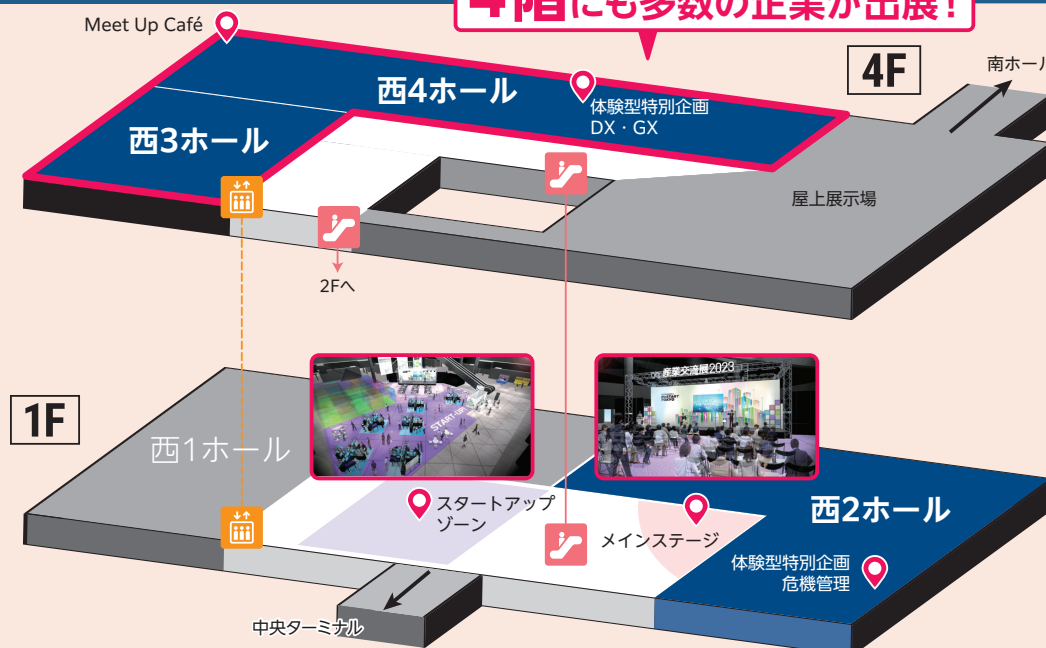 4階にも多数の企業が出展!
Meet Up Café
4F
南ホール
西4ホール
体験型特別企画
DX・GX
西3ホール
屋上展示場
2Fへ
産業交流展2023
1F
西1ホール
START-UP
スタートアップ
ゾーン
メインステージ
西2ホール
体験型特別企画
危機管理
中央ターミナル